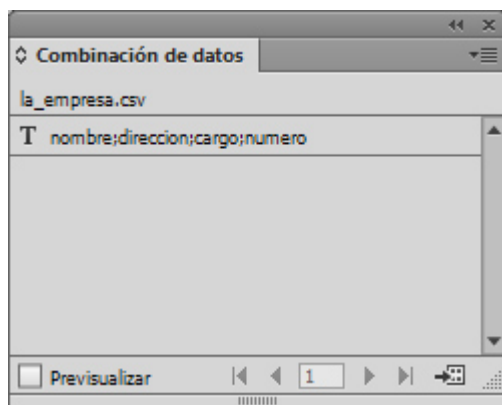 Combinación de datos
la_empresa.csv
T nombre;direccion;cargo;numero
Previsualizar 1